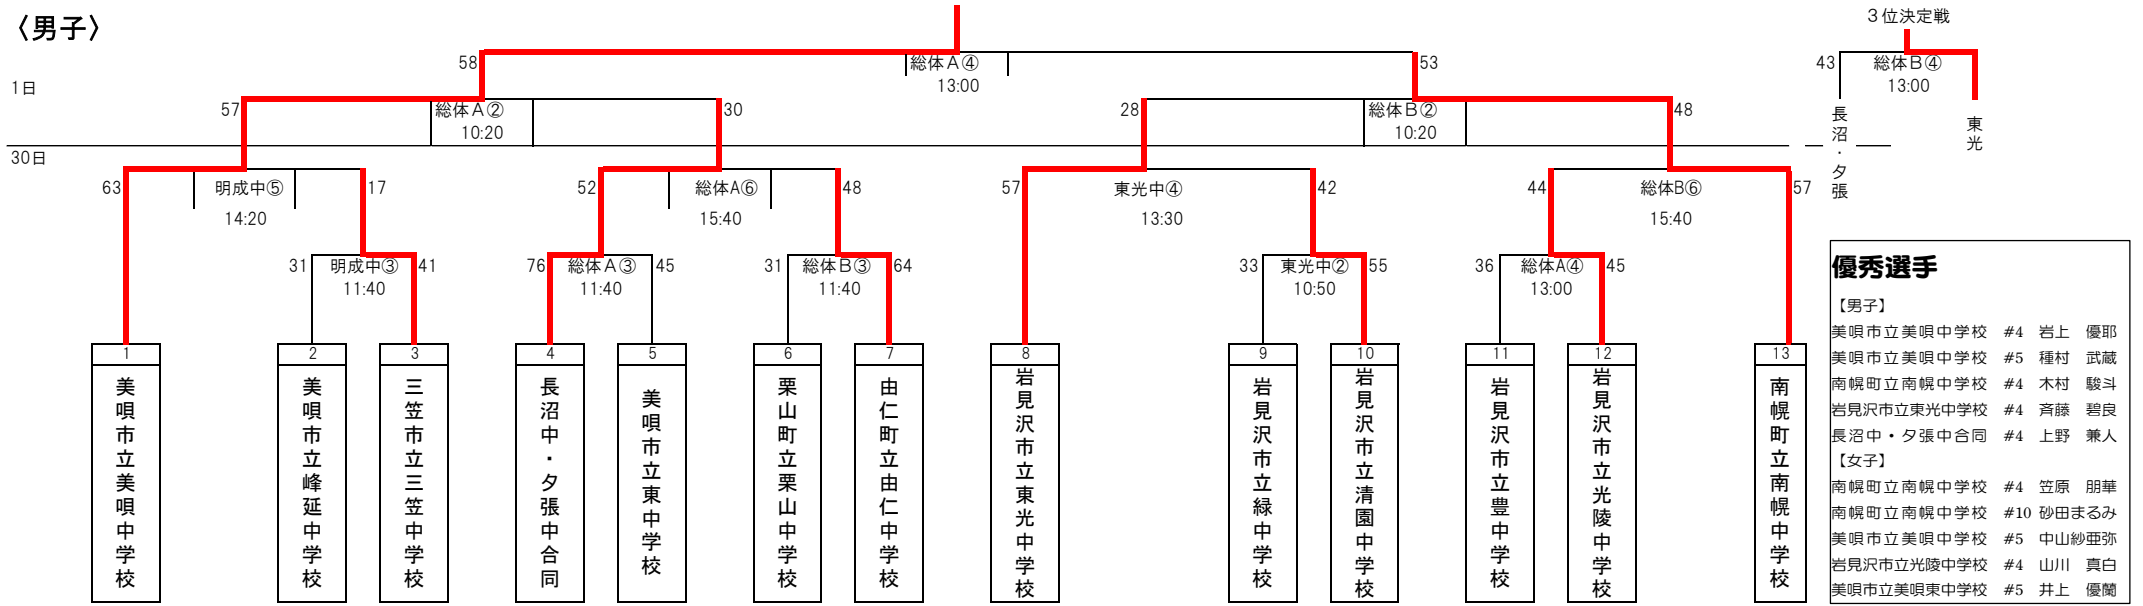 〈男子〉
３位決定戦
58
総体Ａ④
13:00
53
43
総体Ｂ④
13:00
1日
57
総体Ａ②
10:20
30
28
総体Ｂ②
10:20
48
長沼・夕張
東光
30日
63
明成中⑤
14:20
17
52
総体A⑥
15:40
48
57
東光中④
13:30
42
44
総体B⑥
15:40
57
31
明成中③
11:40
41
76
総体Ａ③
11:40
45
31
総体Ｂ③
11:40
64
33
東光中②
10:50
55
36
総体A④
13:00
45
1
美唄市立美唄中学校
2
美唄市立峰延中学校
3
三笠市立三笠中学校
4
長沼中・夕張中合同
5
美唄市立東中学校
6
栗山町立栗山中学校
7
由仁町立由仁中学校
8
岩見沢市立東光中学校
9
岩見沢市立緑中学校
10
岩見沢市立清園中学校
11
岩見沢市立豊中学校
12
岩見沢市立光陵中学校
13
南幌町立南幌中学校
優秀選手
【男子】
美唄市立美唄中学校 #4 岩上　優耶
美唄市立美唄中学校 #5 種村　武蔵
南幌町立南幌中学校 #4 木村　駿斗
岩見沢市立東光中学校 #4 斉藤　碧良
長沼中・夕張中合同 #4 上野　兼人
【女子】
南幌町立南幌中学校 #4 笠原　朋華
南幌町立南幌中学校 #10 砂田まるみ
美唄市立美唄中学校 #5 中山紗亜弥
岩見沢市立光陵中学校 #4 山川　真白
美唄市立美唄東中学校 #5 井上　優蘭